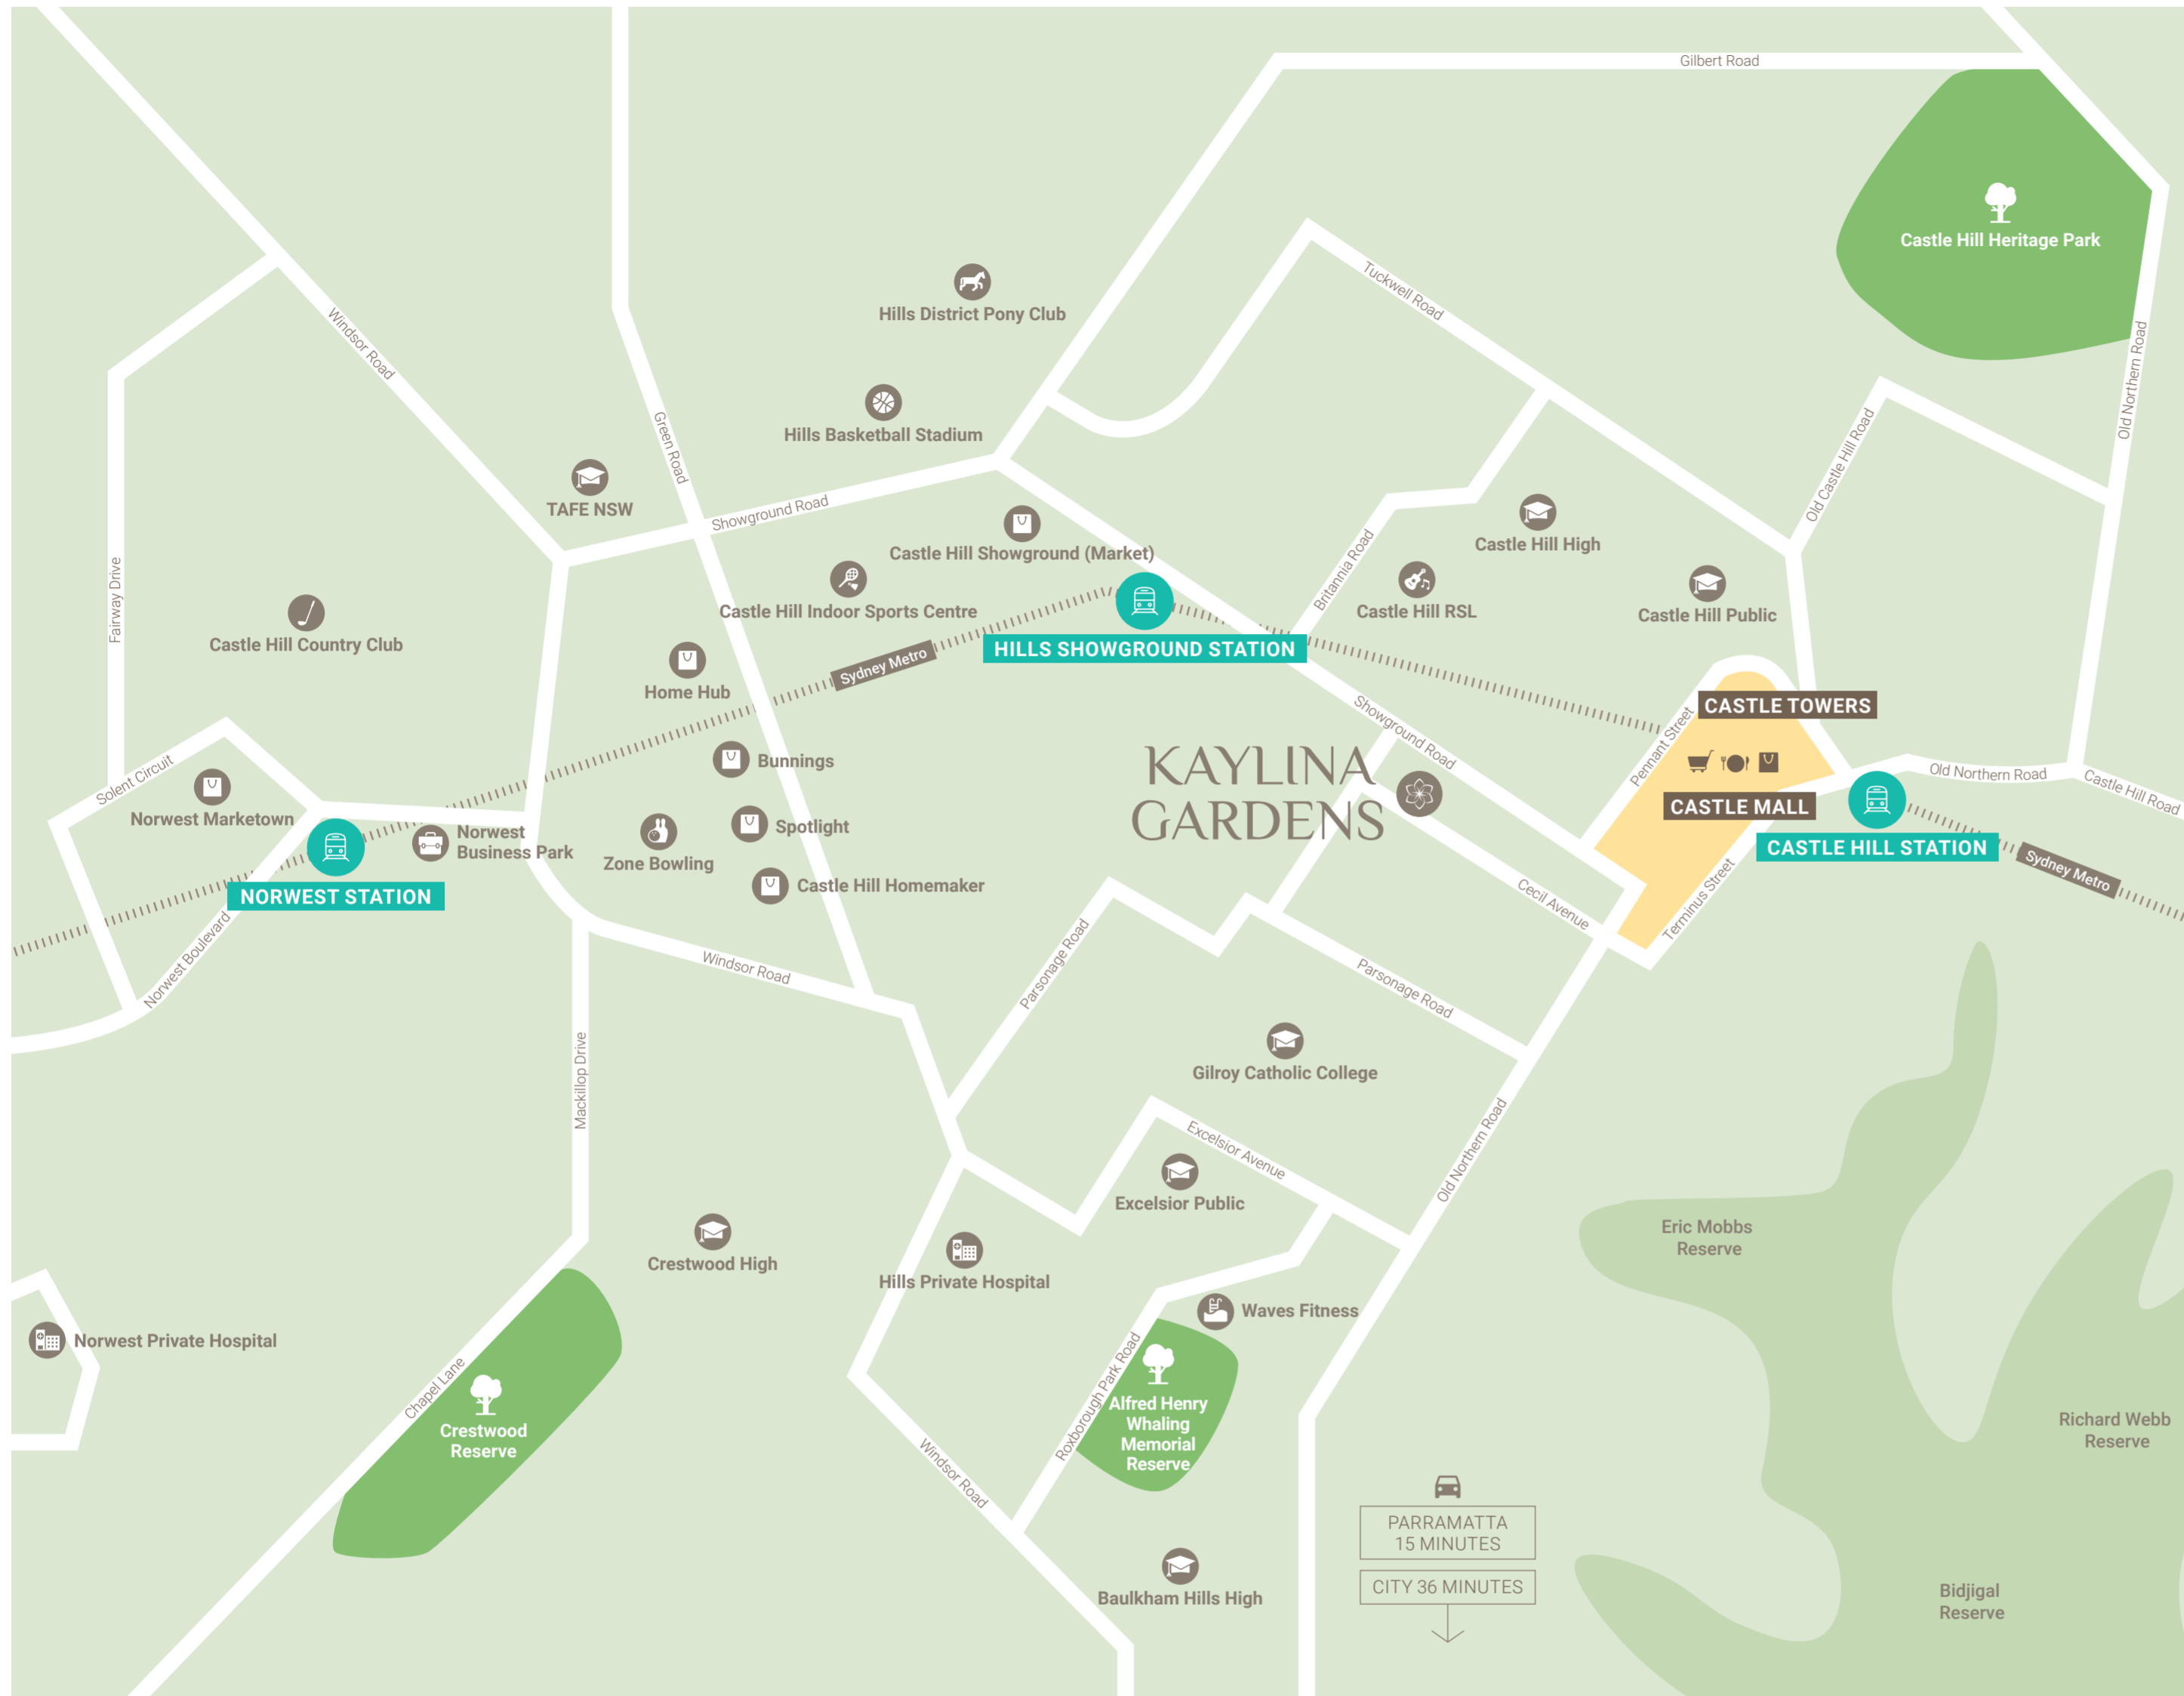 Gilbert Road
Castle Hill Heritage Park
Tuckwell Road
Hills District Pony Club
Windsor Road
Old Northern Road
Green Road
Hills Basketball Stadium
Old Castle Hill Road
TAFE NSW
Showground Road
Castle Hill Showground (Market)
Castle Hill High
Britannia Road
Fairway Drive
Castle Hill Indoor Sports Centre
Castle Hill RSL
Castle Hill Public
Castle Hill Country Club
HILLS SHOWGROUND STATION
Sydney Metro
Home Hub
CASTLE TOWERS
Showground Road
Pennant Street
KAYLINA
GARDENS
Bunnings
Solent Circuit
Old Northern Road
Castle Hill Road
Norwest Marketown
CASTLE MALL
Spotlight
Norwest
Business Park
Zone Bowling
CASTLE HILL STATION
Sydney Metro
Castle Hill Homemaker
NORWEST STATION
Cecil Avenue
Terminus Street
Norwest Boulevard
Windsor Road
Parsonage Road
Parsonage Road
Mackillop Drive
Gilroy Catholic College
Excelsior Avenue
Old Northern Road
Excelsior Public
Eric Mobbs
Reserve
Crestwood High
Hills Private Hospital
Waves Fitness
Norwest Private Hospital
Chapel Lane
Roxborough Park Road
Alfred Henry
Whaling
Memorial
Reserve
Crestwood
Reserve
Richard Webb
Reserve
Windsor Road
PARRAMATTA
15 MINUTES
CITY 36 MINUTES
Baulkham Hills High
Bidjigal
Reserve